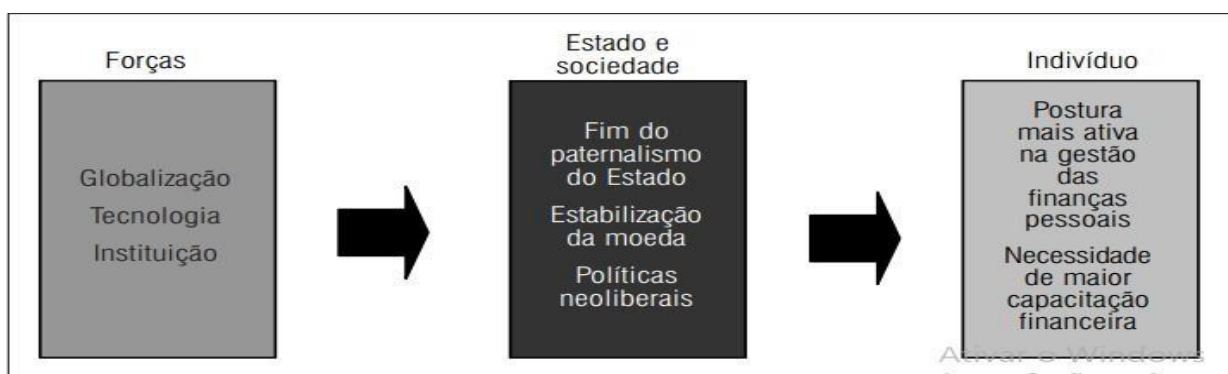 Forças
Globalização
Tecnologia
Instituição
Estado e
sociedade
Fim do
paternalismo
do Estado
Estabilização
da moeda
Políticas
neoliberais
Indivíduo
Postura
mais ativa
na gestão
das
finanças
pessoais
Necessidade
de maior
capacitação
financeira
Ativar o Windows